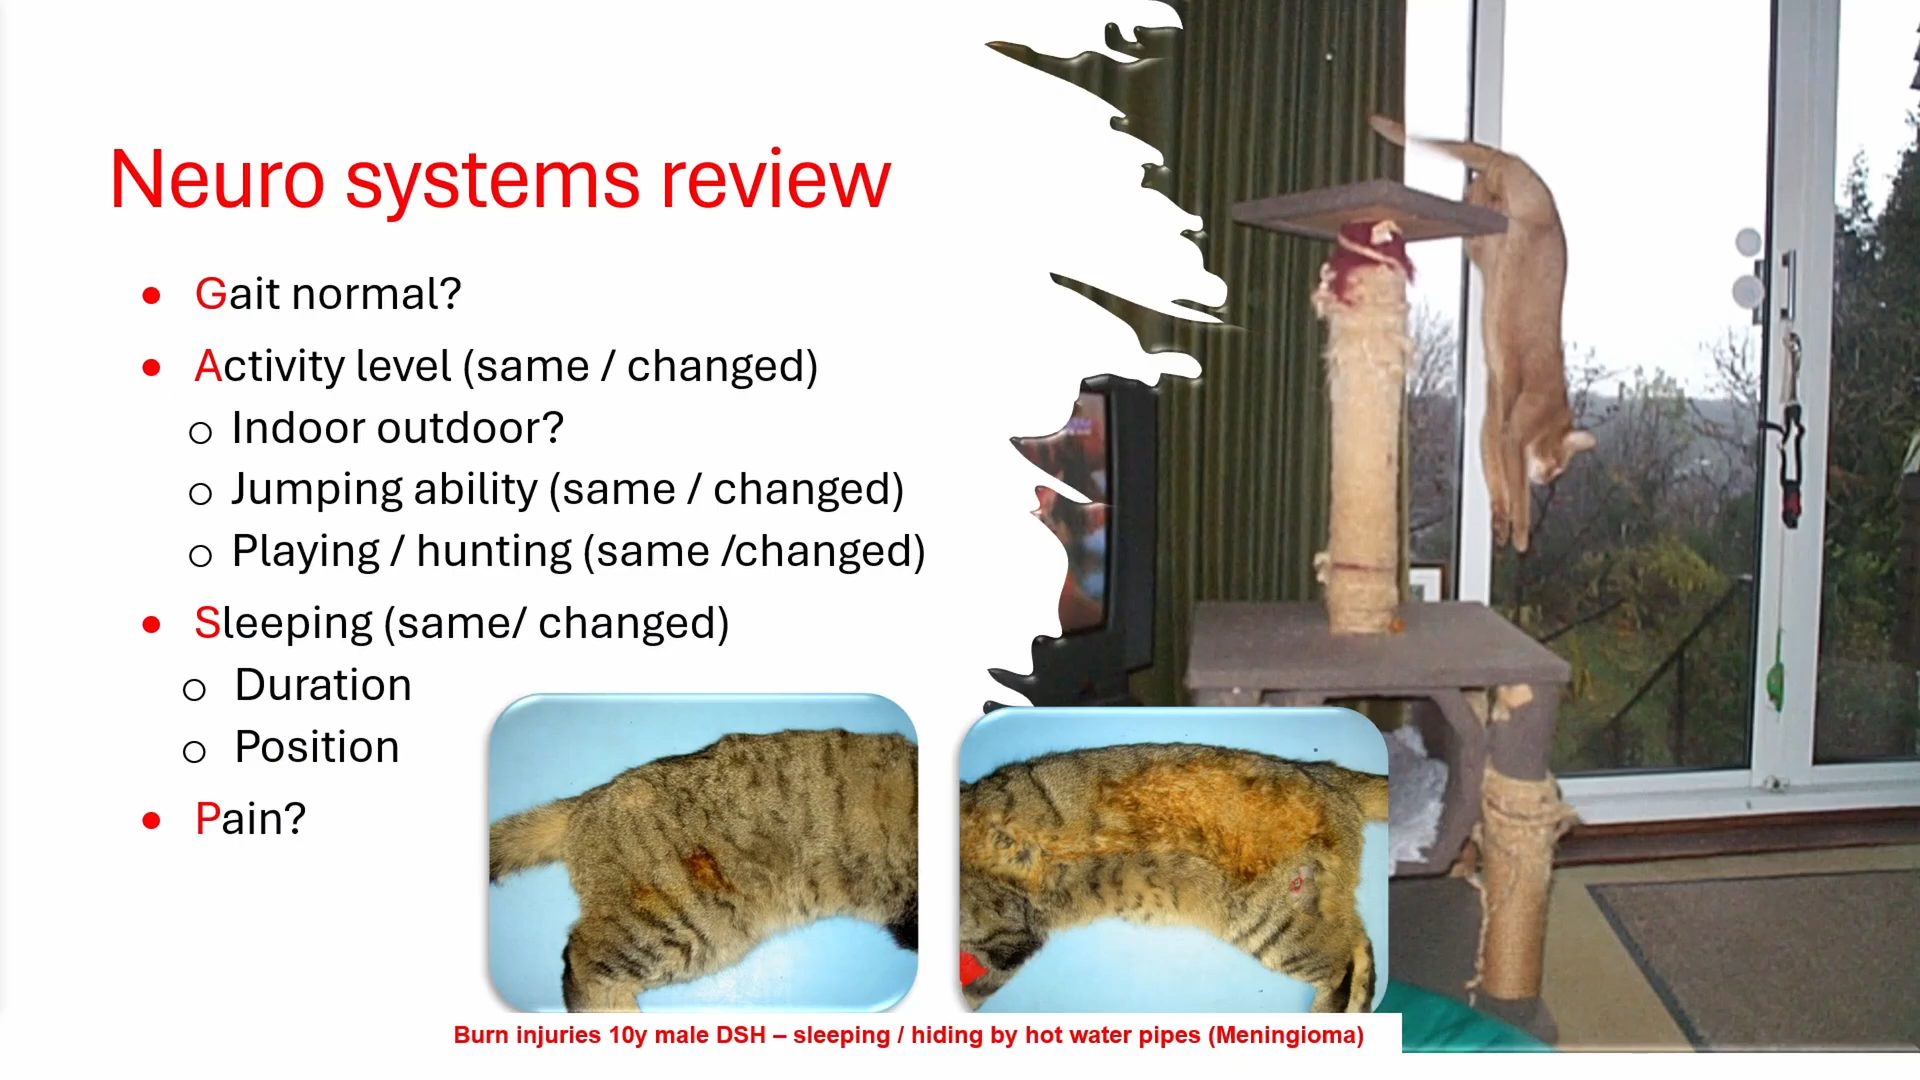 Neuro systems review
Gait normal?
Activity level (same / changed)
Indoor outdoor?
Jumping ability (same / changed)
Playing / hunting (same /changed)
Sleeping (same/ changed)
Duration
Position
Pain?
Burn injuries 10y male DSH – sleeping / hiding by hot water pipes (Meningioma)